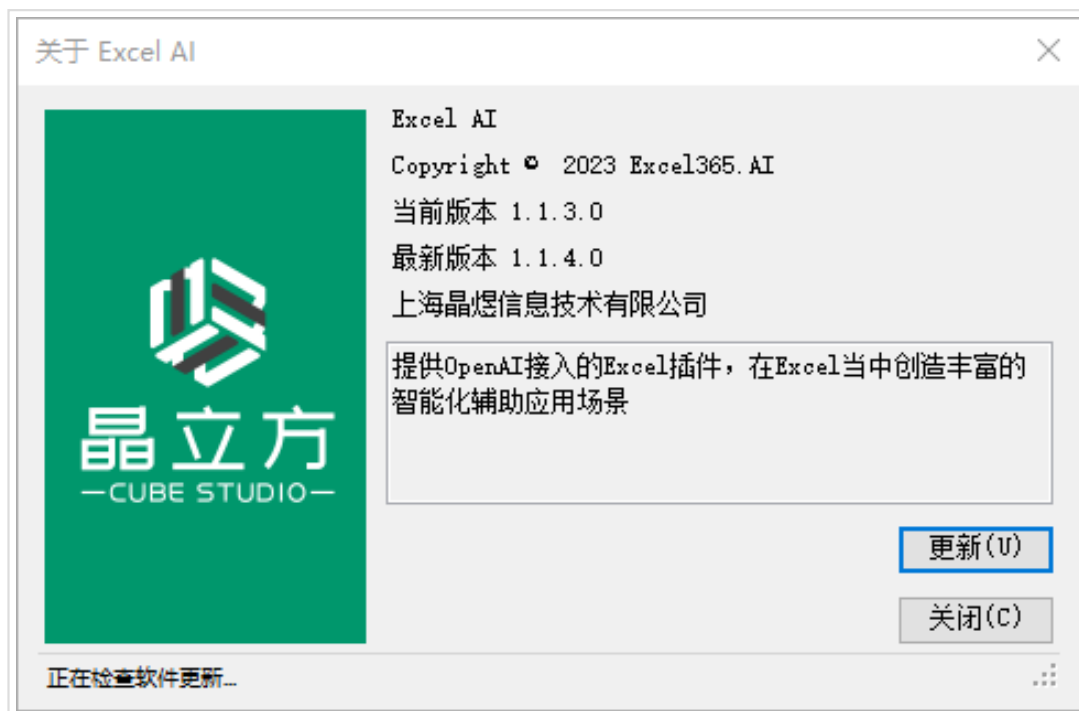 关于 Excel AI
Excel AI
Copyright © 2023 Excel365.AI
当前版本 1.1.3.0
最新版本 1.1.4.0
上海晶煜信息技术有限公司
提供OpenAI接入的Excel插件，在Excel当中创造丰富的
智能化辅助应用场景
晶立方
—CUBE STUDIO—
更新(U)
关闭(C)
正在检查软件更新...